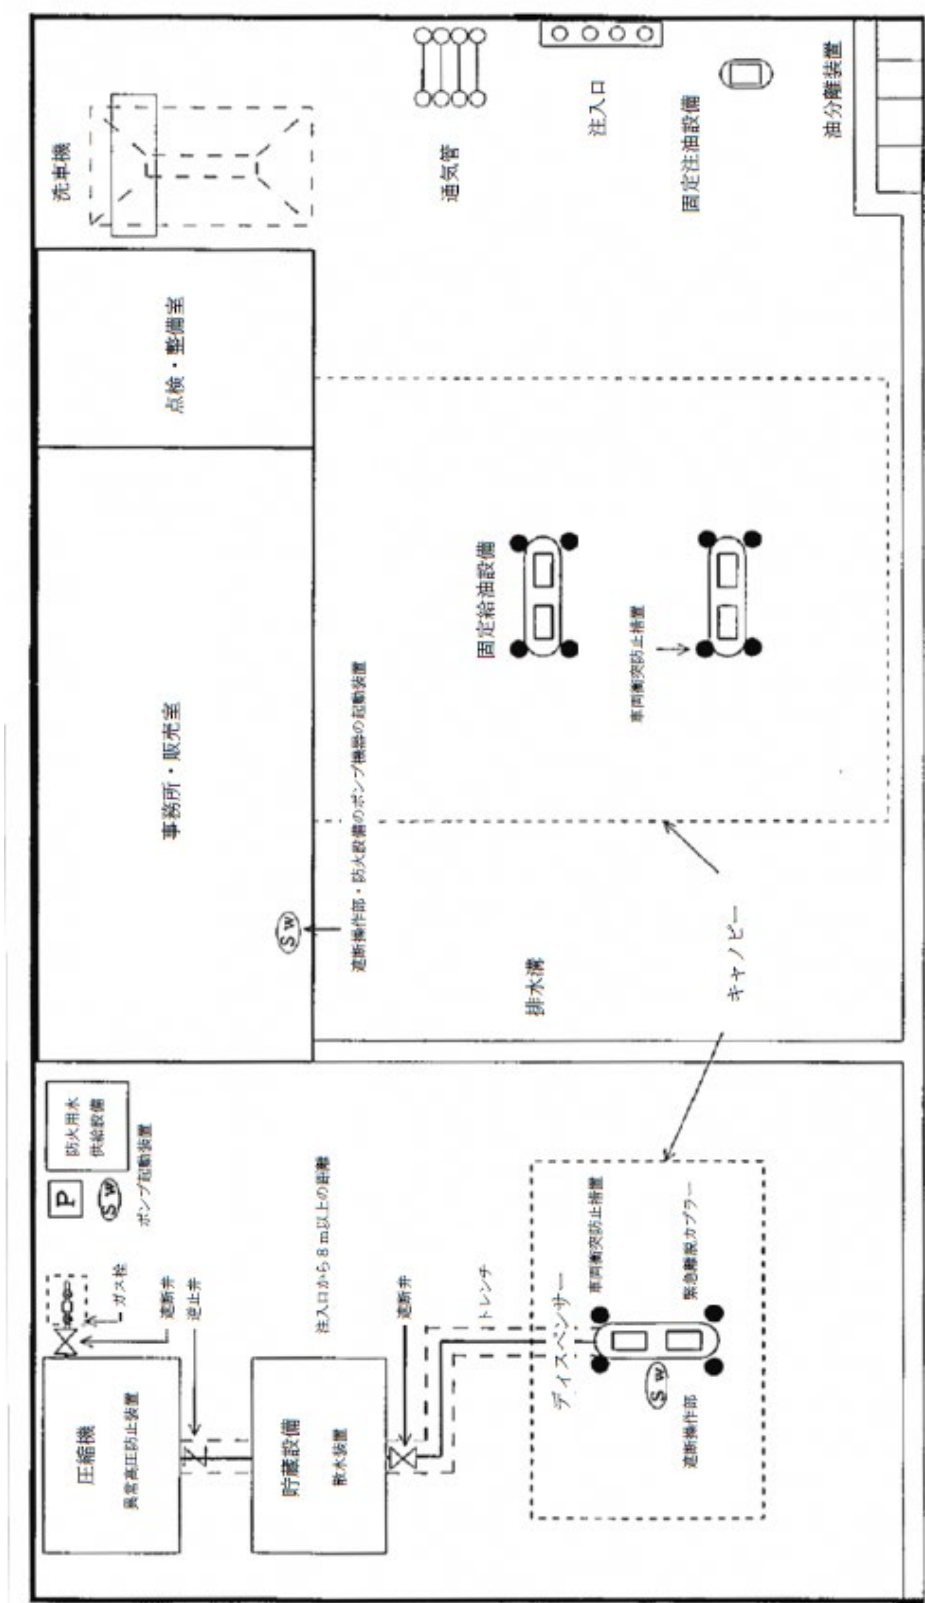 防火用水
供給設備
P
SW
ポンプ起動装置
ガス栓
遮断弁
逆止弁
圧縮機
異常高圧防止装置
注入口から8m以上の距離
貯蔵設備
散水装置
遮断弁
トレンチ
ディスペンサー
車両衝突防止措置
緊急離脱カプラー
SW
遮断操作部
事務所・販売室
SW
遮断操作部・防火設備のポンプ機器の起動装置
排水溝
キャノピー
点検・整備室
固定給油設備
車両衝突防止措置
洗車機
通気管
注入口
固定注油設備
油分離装置